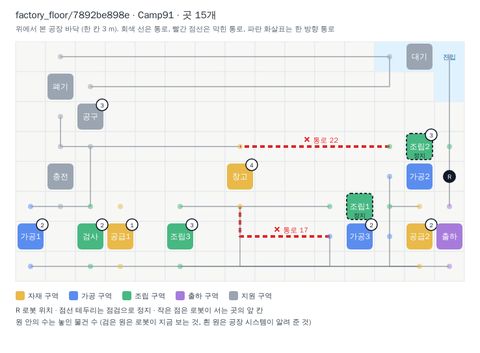 factory_floor/7892be898e · Camp91 · 곳 15개
위에서 본 공장 바닥 (한 칸 3 m). 회색 선은 통로, 빨간 점선은 막힌 통로, 파란 화살표는 한 방향 통로
대기
진입
폐기
3
공구
3
✕ 통로 22
조립2
점검
4
충전
창고
가공2
R
조립1
점검
2
2
1
3
2
2
✕ 통로 17
가공1
검사
공급1
조립3
가공3
공급2
출하
자재 구역
가공 구역
조립 구역
출하 구역
지원 구역
R 로봇 위치 · 점선 테두리는 점검으로 정지 · 작은 점은 로봇이 서는 곳의 앞 칸
원 안의 수는 놓인 물건 수 (검은 원은 로봇이 지금 보는 것, 흰 원은 공장 시스템이 알려 준 것)